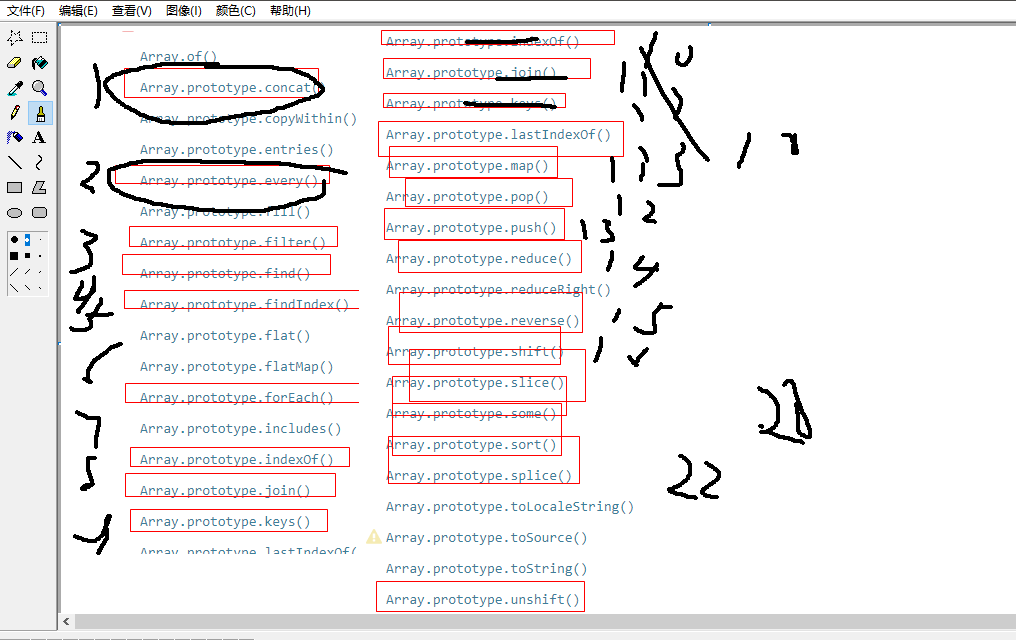 文件(F) 编辑(E) 查看(V) 图像(I) 颜色(C) 帮助(H)
Array.of()
Array.prototype.concat()
Array.prototype.copyWithin()
Array.prototype.entries()
Array.prototype.every()
Array.prototype.fill()
Array.prototype.filter()
Array.prototype.find()
Array.prototype.findIndex()
Array.prototype.flat()
Array.prototype.flatMap()
Array.prototype.forEach()
Array.prototype.includes()
Array.prototype.indexOf()
Array.prototype.join()
Array.prototype.keys()
Array.prototype.lastIndexOf(
1
2
3
4
5
7
Array.prototype.indexOf()
Array.prototype.join()
Array.prototype.keys()
Array.prototype.lastIndexOf()
Array.prototype.map()
Array.prototype.pop()
Array.prototype.push()
Array.prototype.reduce()
Array.prototype.reduceRight()
Array.prototype.reverse()
Array.prototype.shift()
Array.prototype.slice()
Array.prototype.some()
Array.prototype.sort()
Array.prototype.splice()
Array.prototype.toLocaleString()
Array.prototype.toSource()
Array.prototype.toString()
Array.prototype.unshift()
12
13
14
15
22
A